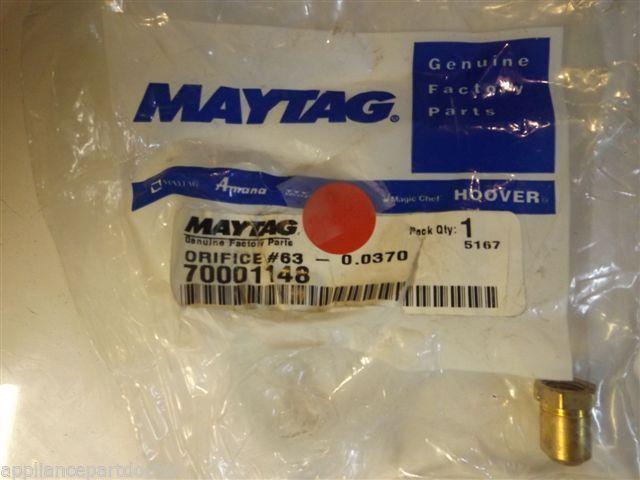 MAYTAG®
Genuine
Factory
Parts
MAYTAG
Amana
Magic Chef
HOOVER
MAYTAG
Genuine Factory Parts
Pack Qty: 1
5167
ORIFICE #63 - 0.0370
70001148